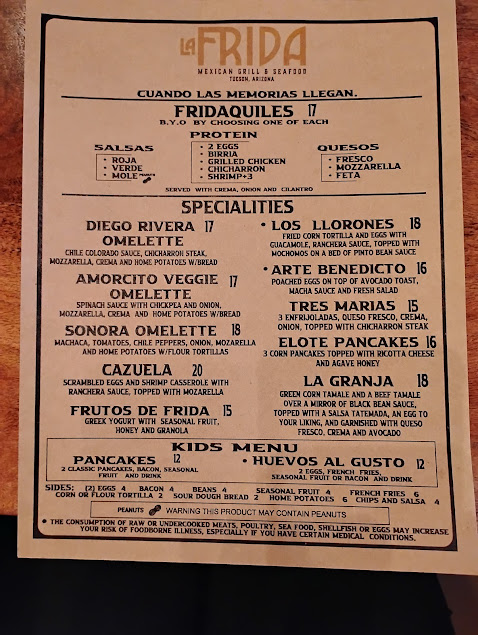 LA FRIDA
MEXICAN GRILL & SEAFOOD
TUCSON, ARIZONA
CUANDO LAS MEMORIAS LLEGAN.
FRIDAQUILES 17
B.Y.O BY CHOOSING ONE OF EACH
SALSAS
• ROJA
• VERDE
• MOLE PEANUTS
PROTEIN
• 2 EGGS
• BIRRIA
• GRILLED CHICKEN
• CHICHARRON
• SHRIMP+3
QUESOS
• FRESCO
• MOZZARELLA
• FETA
SERVED WITH CREMA, ONION AND CILANTRO
SPECIALITIES
DIEGO RIVERA 17
OMELETTE
CHILE COLORADO SAUCE, CHICHARRON STEAK,
MOZZARELLA, CREMA AND HOME POTATOES W/BREAD
AMORCITO VEGGIE 17
OMELETTE
SPINACH SAUCE WITH CHICKPEA AND ONION,
MOZZARELLA, CREMA AND HOME POTATOES W/BREAD
SONORA OMELETTE 18
MACHACA, TOMATOES, CHILE PEPPERS, ONION, MOZARELLA
AND HOME POTATOES W/FLOUR TORTILLAS
CAZUELA 20
SCRAMBLED EGGS AND SHRIMP CASSEROLE WITH
RANCHERA SAUCE, TOPPED WITH MOZARELLA
FRUTOS DE FRIDA 15
GREEK YOGURT WITH SEASONAL FRUIT,
HONEY AND GRANOLA
• LOS LLORONES 18
FRIED CORN TORTILLA AND EGGS WITH
GUACAMOLE, RANCHERA SAUCE, TOPPED WITH
MOCHOMOS ON A BED OF PINTO BEAN SAUCE
• ARTE BENEDICTO 16
POACHED EGGS ON TOP OF AVOCADO TOAST,
MACHA SAUCE AND FRESH SALAD
TRES MARIAS 15
3 ENFRIJOLADAS, QUESO FRESCO, CREMA,
ONION, TOPPED WITH CHICHARRON STEAK
ELOTE PANCAKES 16
3 CORN PANCAKES TOPPED WITH RICOTTA CHEESE
AND AGAVE HONEY
LA GRANJA 18
GREEN CORN TAMALE AND A BEEF TAMALE
OVER A MIRROR OF BLACK BEAN SAUCE,
TOPPED WITH A SALSA TATEMADA, AN EGG TO
YOUR LIKING, AND GARNISHED WITH QUESO
FRESCO, CREMA AND AVOCADO
KIDS MENU
PANCAKES 12
2 CLASSIC PANCAKES, BACON, SEASONAL
FRUIT AND DRINK
• HUEVOS AL GUSTO 12
2 EGGS, FRENCH FRIES,
SEASONAL FRUIT OR BACON AND DRINK
SIDES: (2) EGGS 4 BACON 4 BEANS 4 SEASONAL FRUIT 4 FRENCH FRIES 6
CORN OR FLOUR TORTILLA 2 SOUR DOUGH BREAD 2 HOME POTATOES 6 CHIPS AND SALSA 4
PEANUTS WARNING THIS PRODUCT MAY CONTAIN PEANUTS
• THE CONSUMPTION OF RAW OR UNDERCOOKED MEATS, POULTRY, SEA FOOD, SHELLFISH OR EGGS MAY INCREASE
YOUR RISK OF FOODBORNE ILLNESS, ESPECIALLY IF YOU HAVE CERTAIN MEDICAL CONDITIONS.